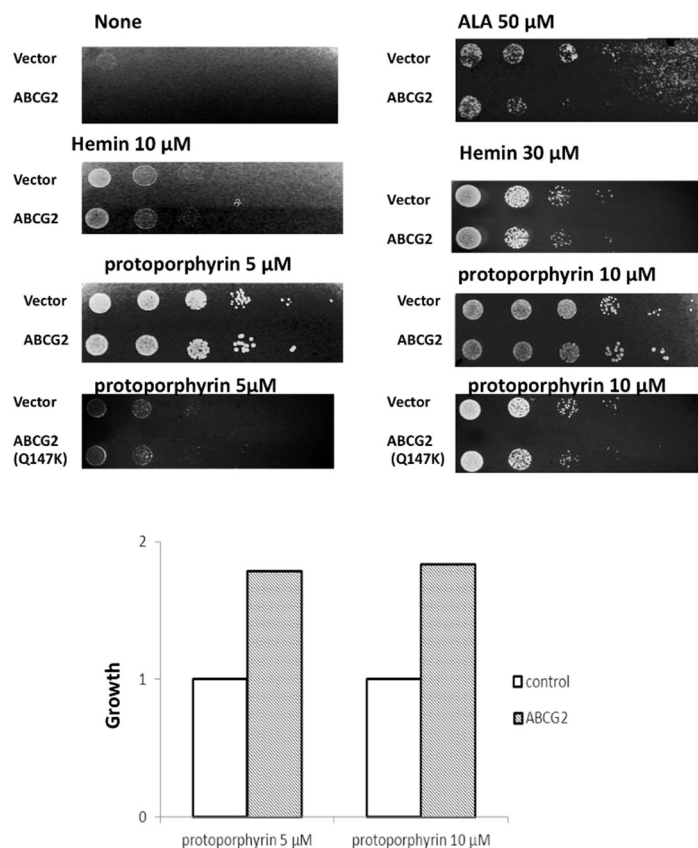 None
Vector
ABCG2
ALA 50 μM
Vector
ABCG2
Hemin 10 μM
Vector
ABCG2
Hemin 30 μM
Vector
ABCG2
protoporphyrin 5 μM
Vector
ABCG2
protoporphyrin 10 μM
Vector
ABCG2
protoporphyrin 5μM
Vector
ABCG2
(Q147K)
protoporphyrin 10 μM
Vector
ABCG2
(Q147K)
2
1
0
Growth
control
ABCG2
protoporphyrin 5 μM
protoporphyrin 10 μM